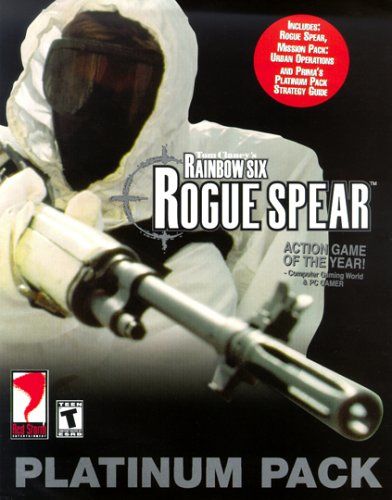 INCLUDES:
ROGUE SPEAR,
MISSION PACK:
URBAN OPERATIONS
AND PRIMA'S
PLATINUM PACK
STRATEGY GUIDE
Tom Clancy's
RAINBOW SIX
ROGUE SPEAR™
ACTION GAME
OF THE YEAR!
- Computer Gaming World
& PC GAMER
Red Storm
ENTERTAINMENT
TEEN
T
ESRB
PLATINUM PACK